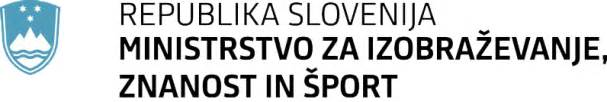 REPUBLIKA SLOVENIJA
MINISTRSTVO ZA IZOBRAŽEVANJE,
ZNANOST IN ŠPORT